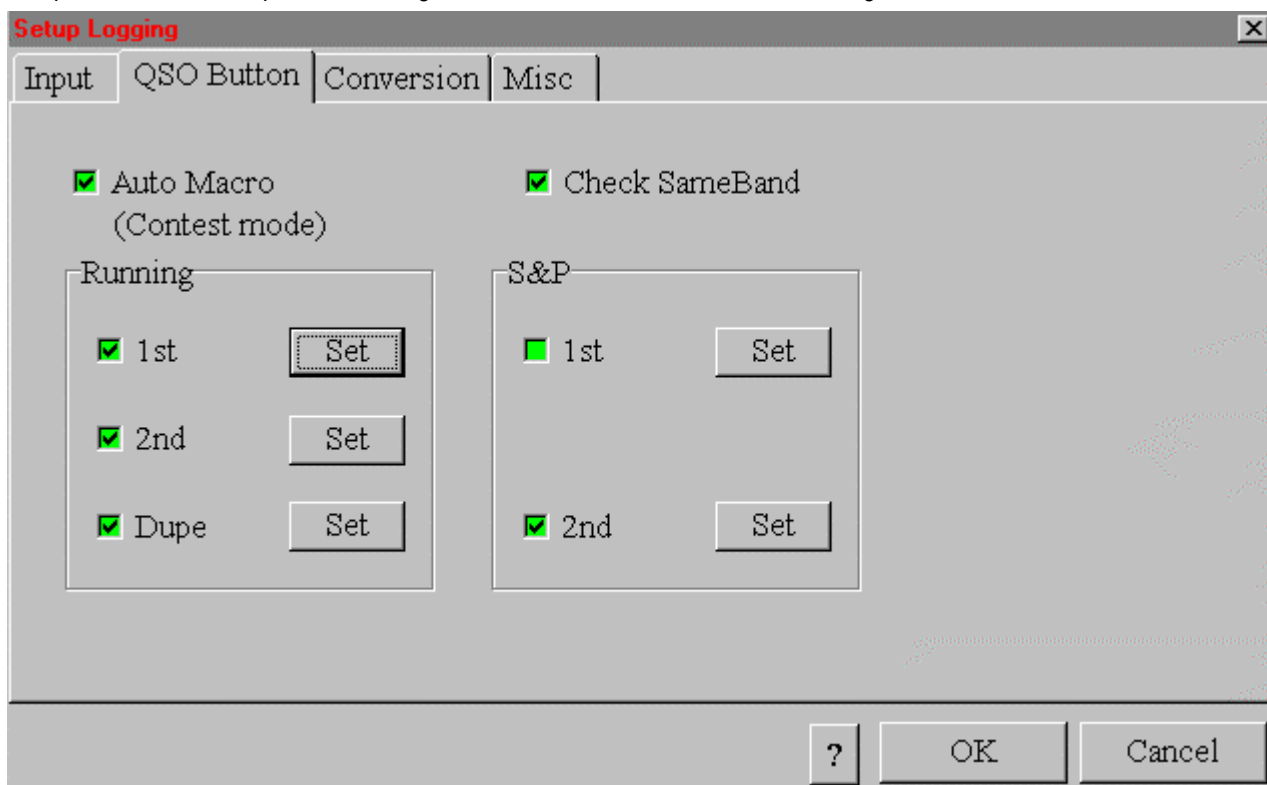 Setup Logging
Input QSO Button Conversion Misc
Auto Macro Check SameBand
(Contest mode)
Running S&P
1st Set 1st Set
2nd Set
Dupe Set 2nd Set
? OK Cancel